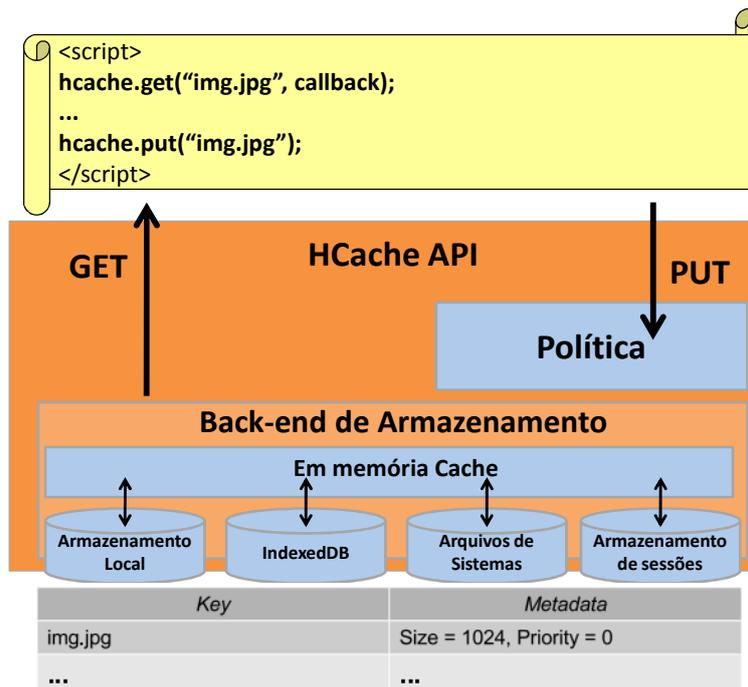 <script>
hcache.get(“img.jpg”, callback);
...
hcache.put(“img.jpg”);
</script>
HCache API
GET
PUT
Política
Back-end de Armazenamento
Em memória Cache
Armazenamento
Local
IndexedDB
Arquivos de
Sistemas
Armazenamento
de sessões
Key Metadata
img.jpg Size = 1024, Priority = 0
... ...